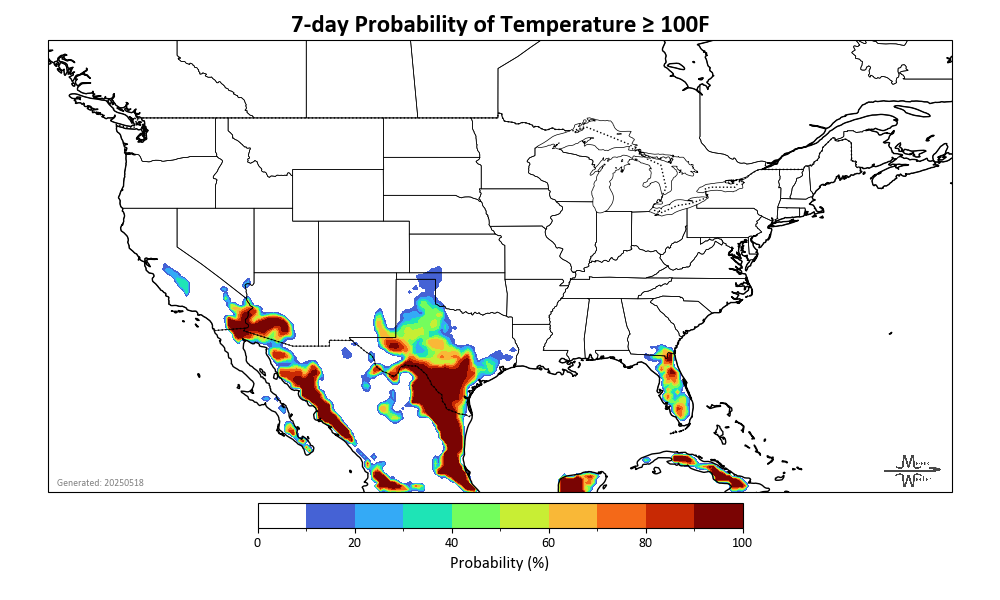 7-day Probability of Temperature ≥ 100F
Generated: 20250518
0 20 40 60 80 100
Probability (%)